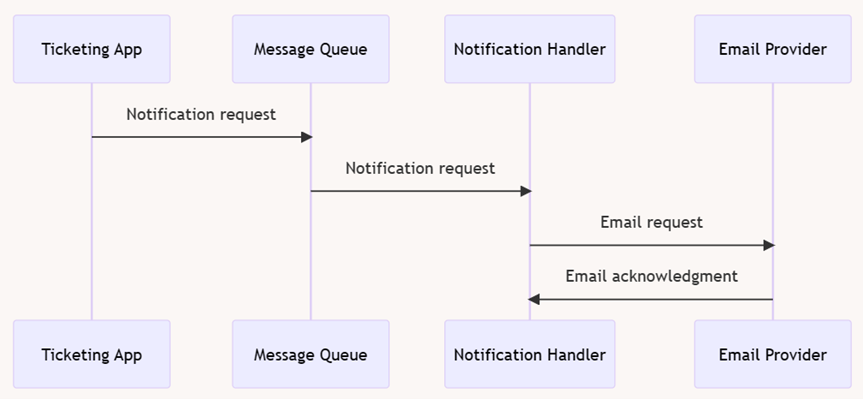 Ticketing App
Message Queue
Notification Handler
Email Provider
Notification request
Notification request
Email request
Email acknowledgment
Ticketing App
Message Queue
Notification Handler
Email Provider